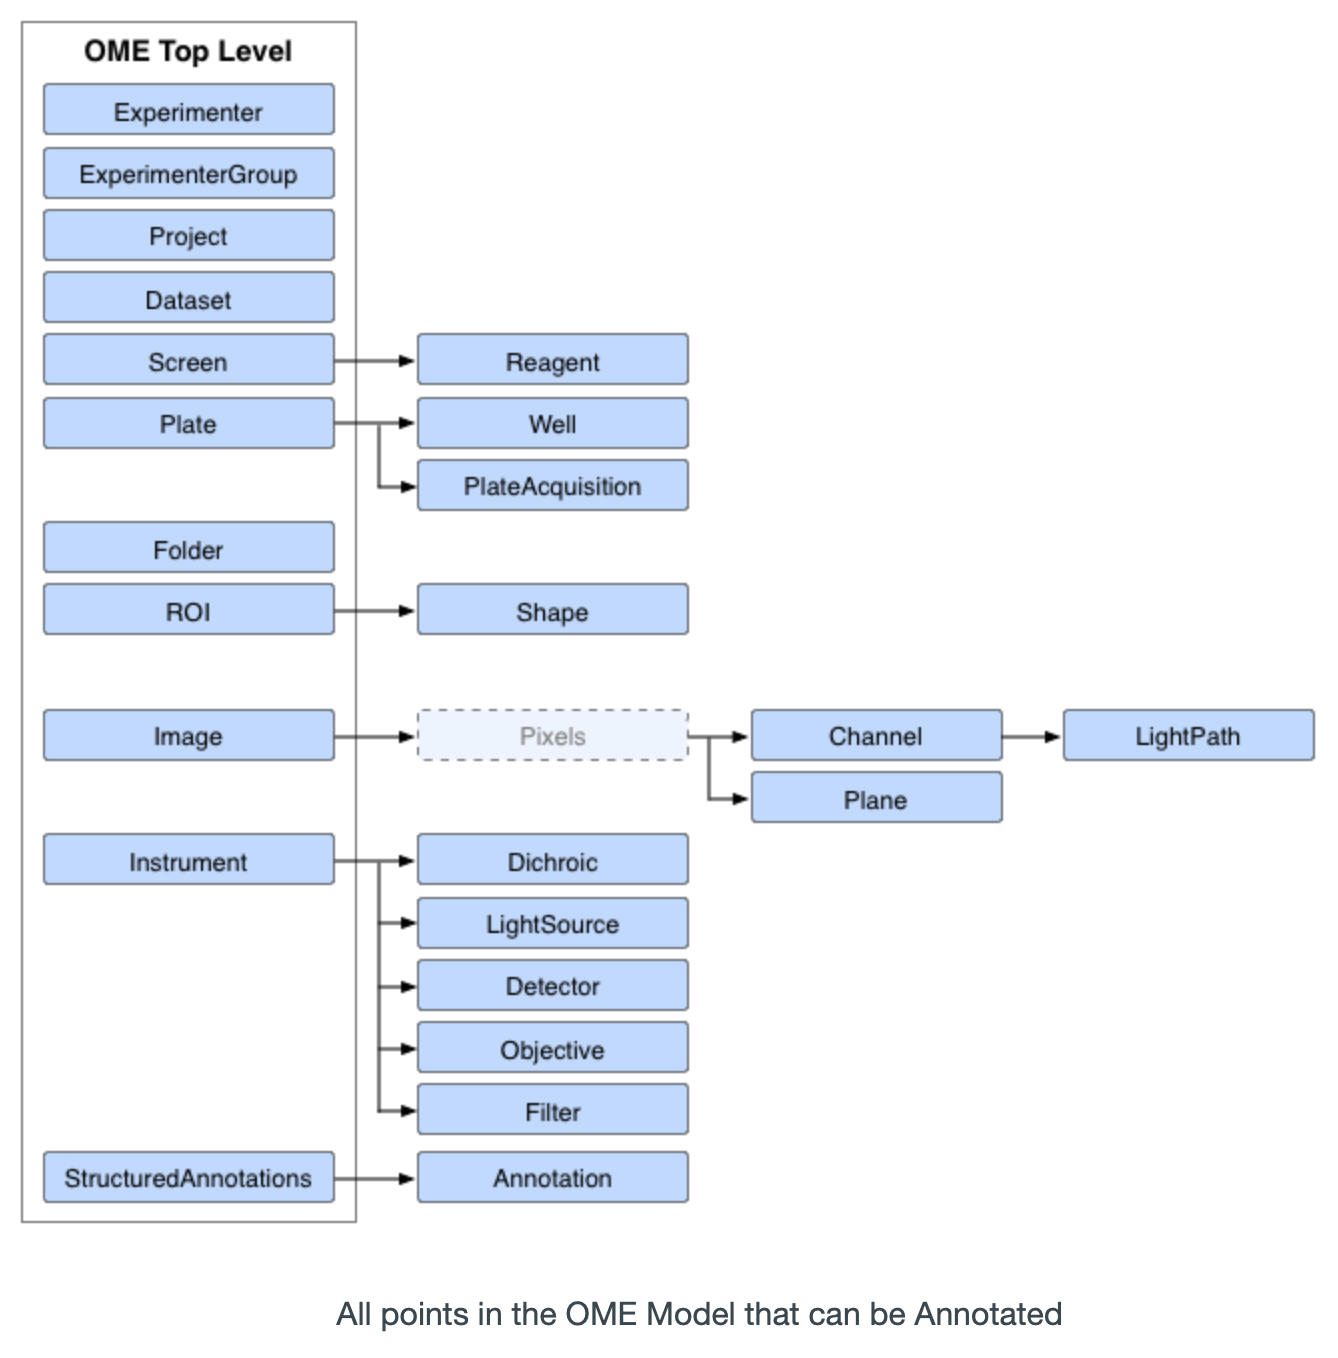 OME Top Level
Experimenter
ExperimenterGroup
Project
Dataset
Screen
Reagent
Plate
Well
PlateAcquisition
Folder
ROI
Shape
Image
Pixels
Channel
LightPath
Plane
Instrument
Dichroic
LightSource
Detector
Objective
Filter
StructuredAnnotations
Annotation
All points in the OME Model that can be Annotated